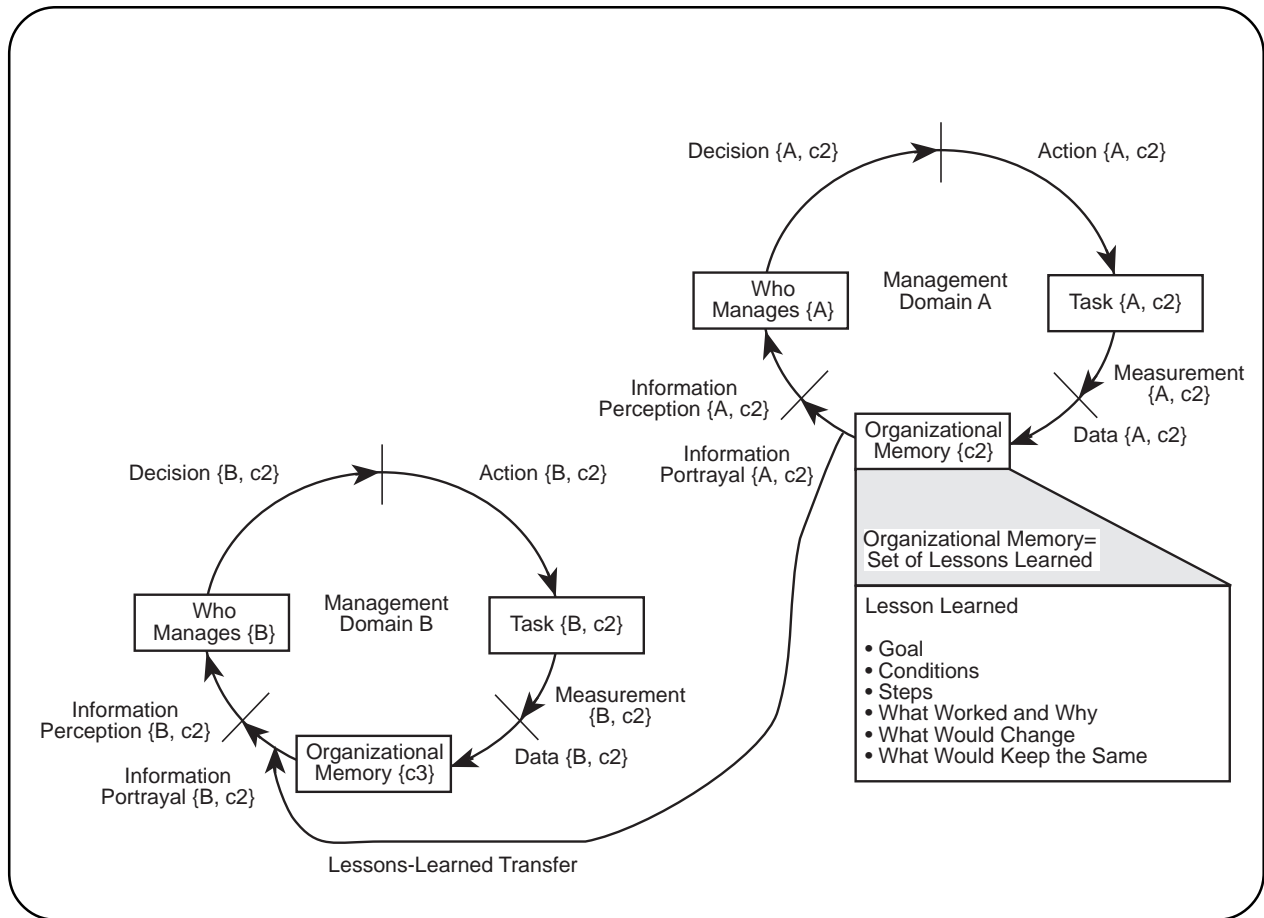 Decision {A, c2}
Action {A, c2}
Who
Manages {A}
Management
Domain A
Task {A, c2}
Information
Perception {A, c2}
Measurement
{A, c2}
Information
Portrayal {A, c2}
Organizational
Memory {c2}
Data {A, c2}
Organizational Memory=
Set of Lessons Learned
Lesson Learned
• Goal
• Conditions
• Steps
• What Worked and Why
• What Would Change
• What Would Keep the Same
Decision {B, c2}
Action {B, c2}
Who
Manages {B}
Management
Domain B
Task {B, c2}
Information
Perception {B, c2}
Measurement
{B, c2}
Information
Portrayal {B, c2}
Organizational
Memory {c3}
Data {B, c2}
Lessons-Learned Transfer